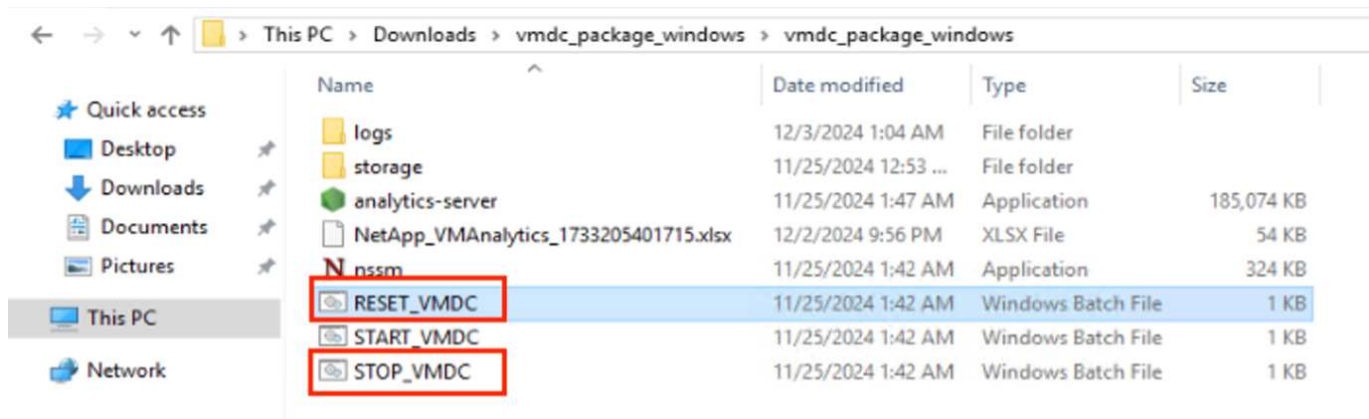 This PC > Downloads > vmdc_package_windows > vmdc_package_windows
Name Date modified Type Size
Quick access
Desktop
Downloads
Documents
Pictures
This PC
Network
logs 12/3/2024 1:04 AM File folder
storage 11/25/2024 12:53 ... File folder
analytics-server 11/25/2024 1:47 AM Application 185,074 KB
NetApp_VMAnalytics_1733205401715.xlsx 12/2/2024 9:56 PM XLSX File 54 KB
nssm 11/25/2024 1:42 AM Application 324 KB
RESET_VMDC 11/25/2024 1:42 AM Windows Batch File 1 KB
START_VMDC 11/25/2024 1:42 AM Windows Batch File 1 KB
STOP_VMDC 11/25/2024 1:42 AM Windows Batch File 1 KB